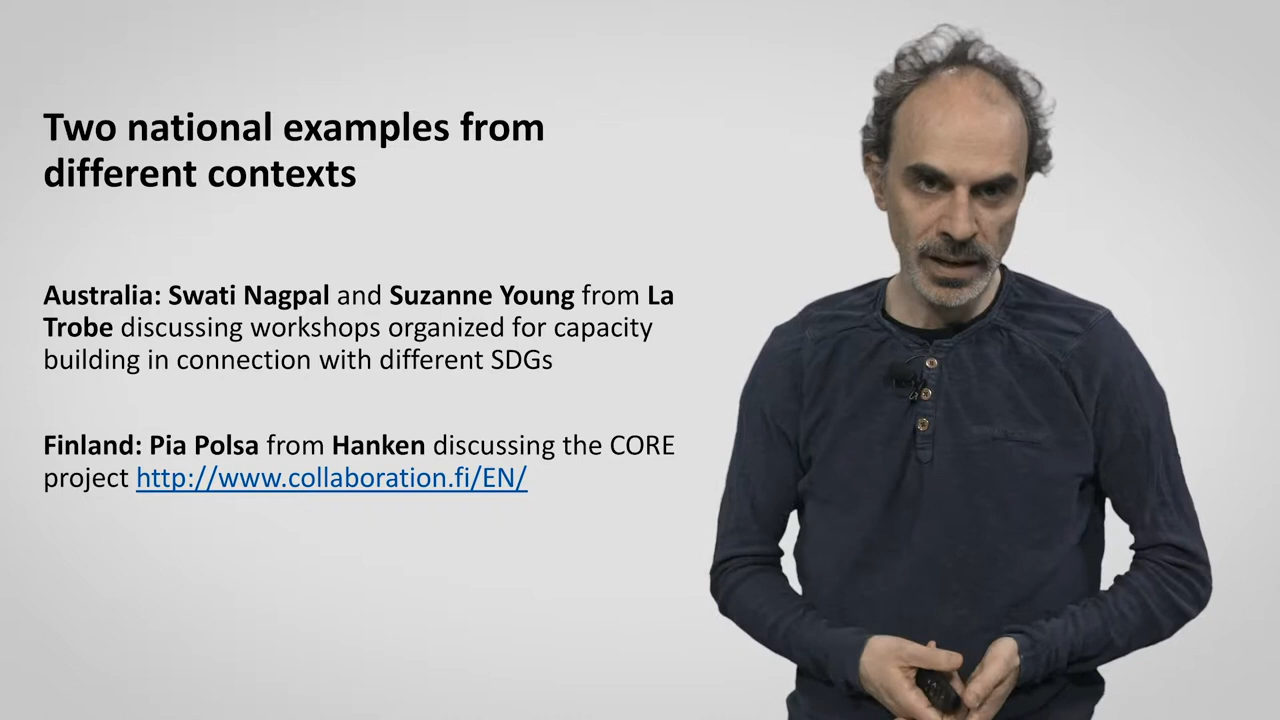 Two national examples from
different contexts
Australia: Swati Nagpal and Suzanne Young from La
Trobe discussing workshops organized for capacity
building in connection with different SDGs
Finland: Pia Polsa from Hanken discussing the CORE
project http://www.collaboration.fi/EN/